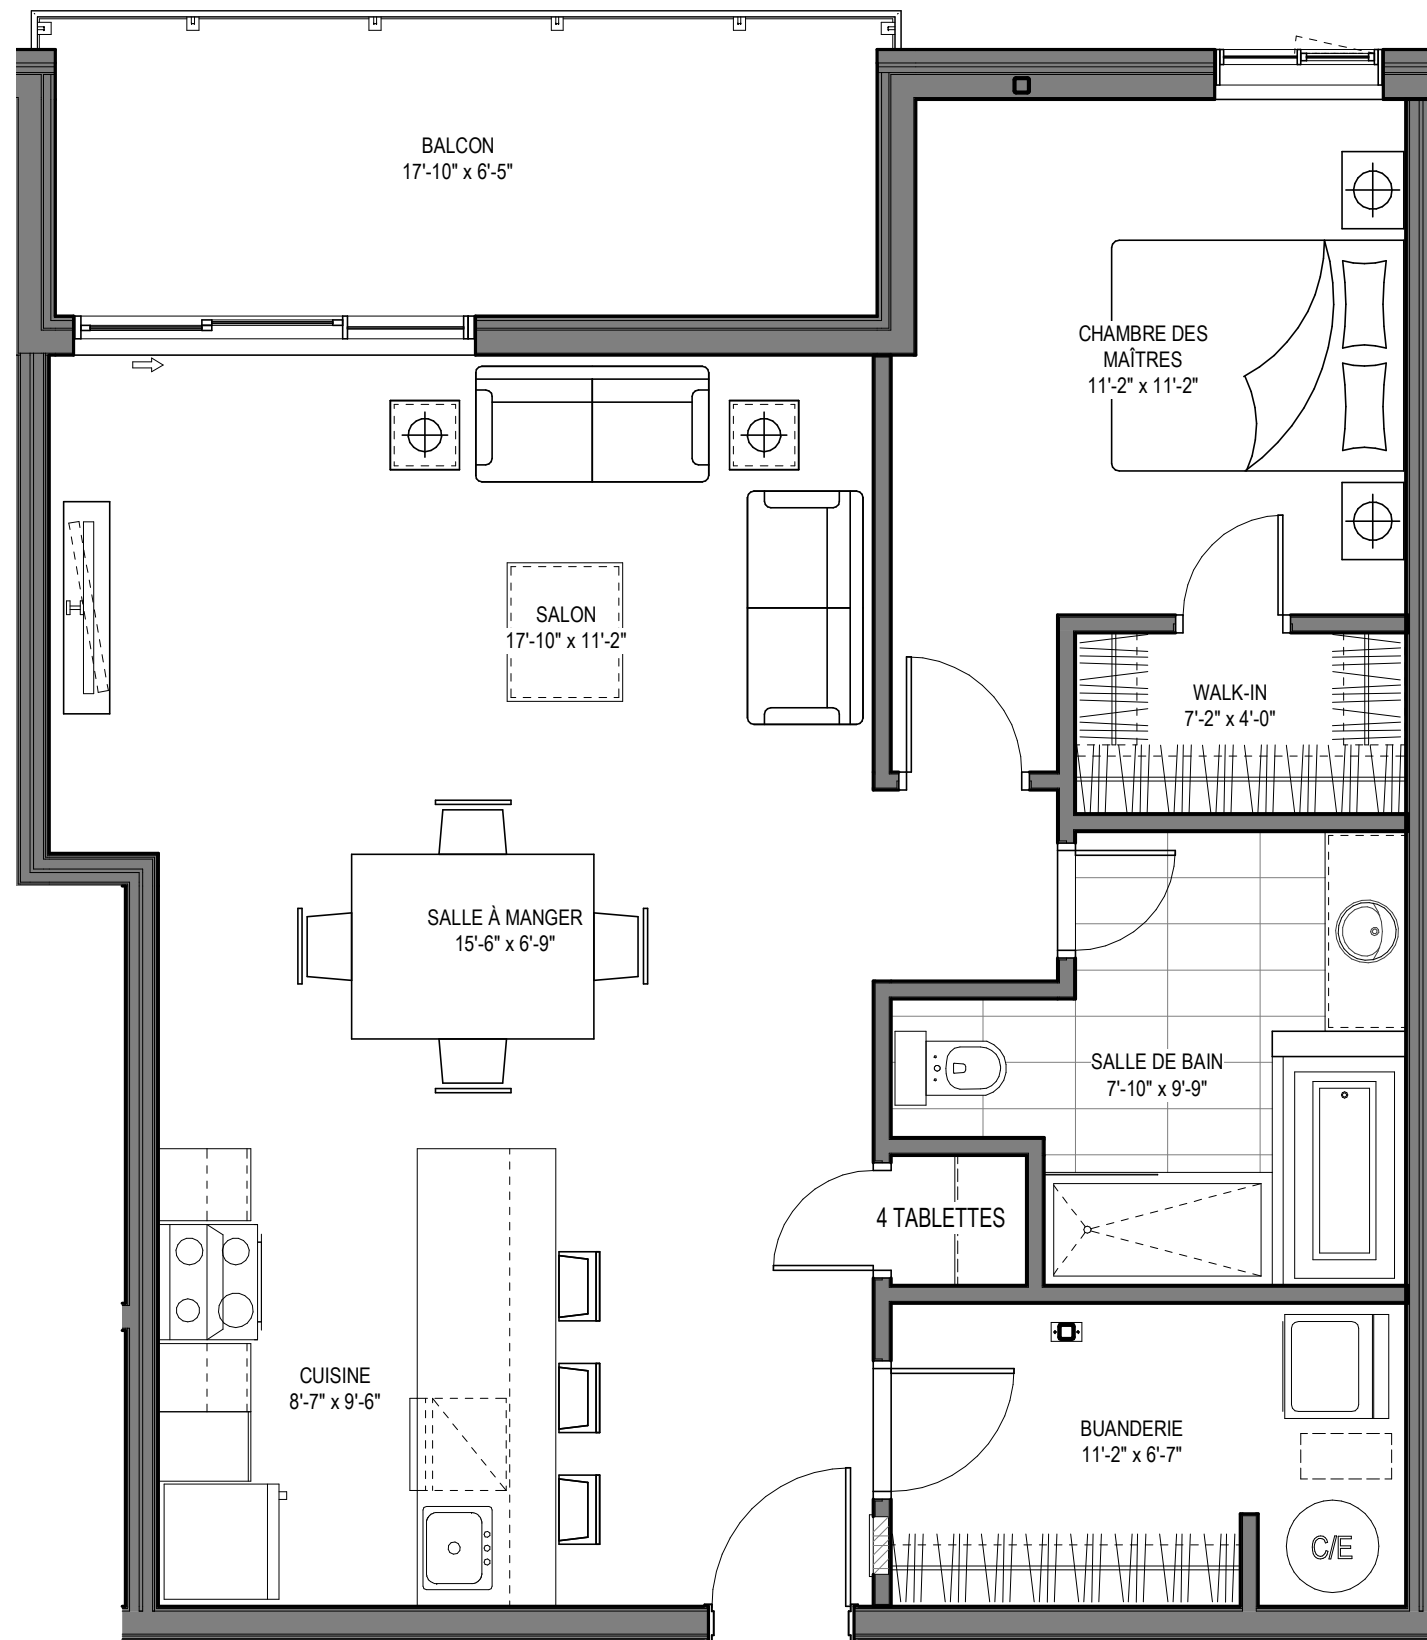 BALCON
17'-10" x 6'-5"
CHAMBRE DES
MAÎTRES
11'-2" x 11'-2"
SALON
17'-10" x 11'-2"
WALK-IN
7'-2" x 4'-0"
SALLE À MANGER
15'-6" x 6'-9"
SALLE DE BAIN
7'-10" x 9'-9"
4 TABLETTES
CUISINE
8'-7" x 9'-6"
BUANDERIE
11'-2" x 6'-7"
C/E